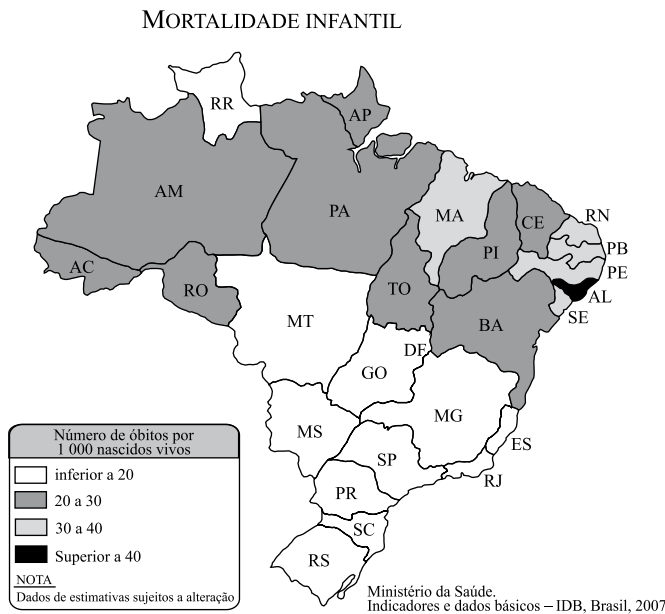 MORTALIDADE INFANTIL
RR
AP
AM
PA
MA
CE
RN
PB
PE
AL
SE
PI
AC
RO
TO
BA
MT
DF
GO
MG
MS
ES
SP
RJ
PR
SC
RS
Número de óbitos por
1 000 nascidos vivos
inferior a 20
20 a 30
30 a 40
Superior a 40
NOTA
Dados de estimativas sujeitos a alteração
Ministério da Saúde.
Indicadores e dados básicos – IDB, Brasil, 2007